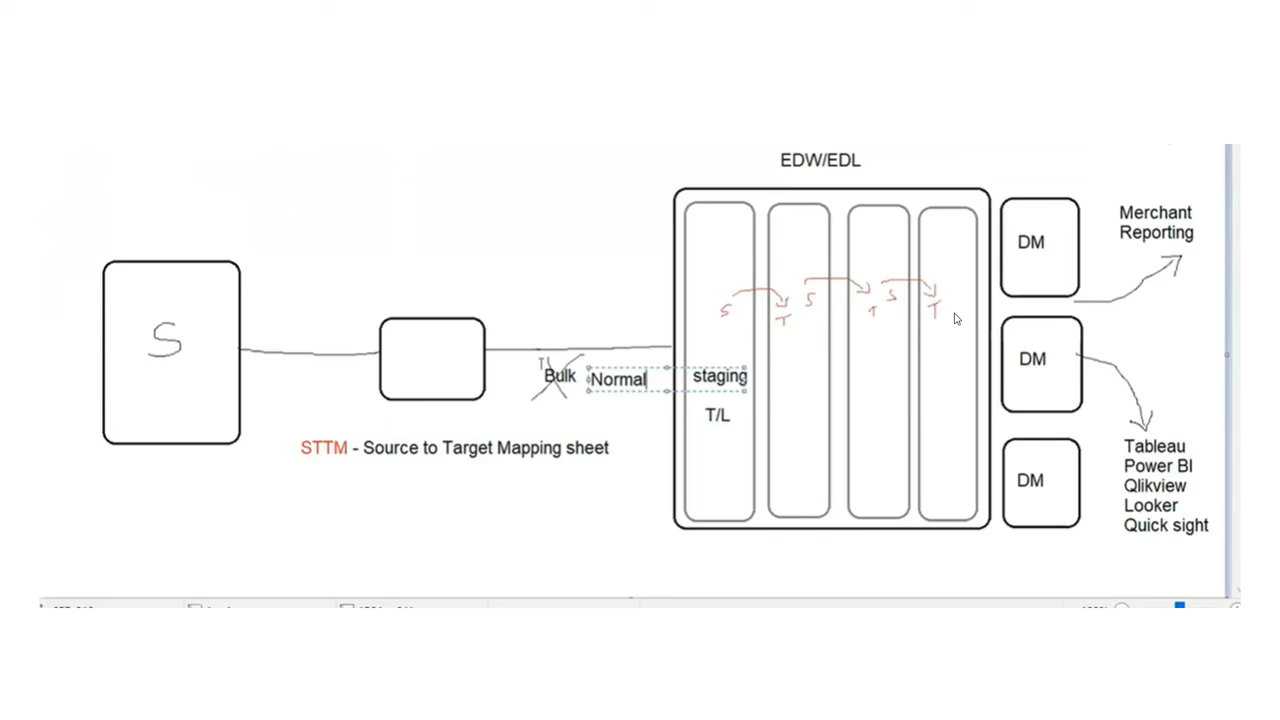 EDW/EDL
Merchant
Reporting
DM
S
S
T
S
T
S
T
DM
Bulk
Normal
staging
T/L
STTM - Source to Target Mapping sheet
DM
Tableau
Power BI
Qlikview
Looker
Quick sight